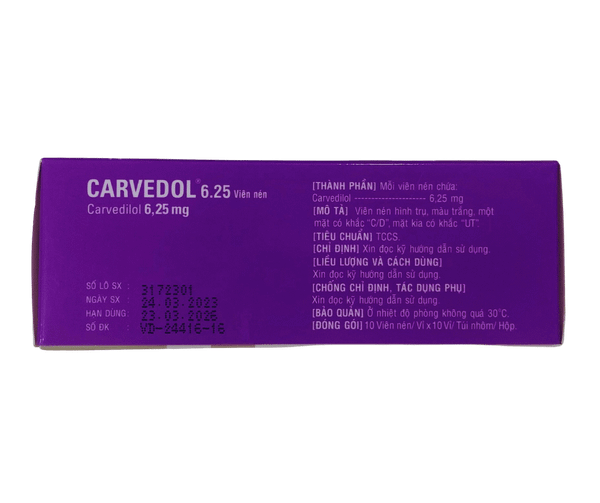 CARVEDOL® 6.25 Viên nén
Carvedilol 6,25 mg
SỐ LÔ SX : 3172301
NGÀY SX : 24.03.2023
HẠN DÙNG: 23.03.2026
SỐ ĐK : VD-24416-16
[THÀNH PHẦN] Mỗi viên nén chứa:
Carvedilol --------------------- 6,25 mg
[MÔ TẢ] Viên nén hình trụ, màu trắng, một
mặt có khắc “C/D”, mặt kia có khắc “UT”.
[TIÊU CHUẨN] TCCS.
[CHỈ ĐỊNH] Xin đọc kỹ hướng dẫn sử dụng.
[LIỀU LƯỢNG VÀ CÁCH DÙNG]
Xin đọc kỹ hướng dẫn sử dụng.
[CHỐNG CHỈ ĐỊNH, TÁC DỤNG PHỤ]
Xin đọc kỹ hướng dẫn sử dụng.
[BẢO QUẢN] Ở nhiệt độ phòng không quá 30°C.
[ĐÓNG GÓI] 10 Viên nén/ Vỉ x 10 Vỉ/ Túi nhôm/ Hộp.